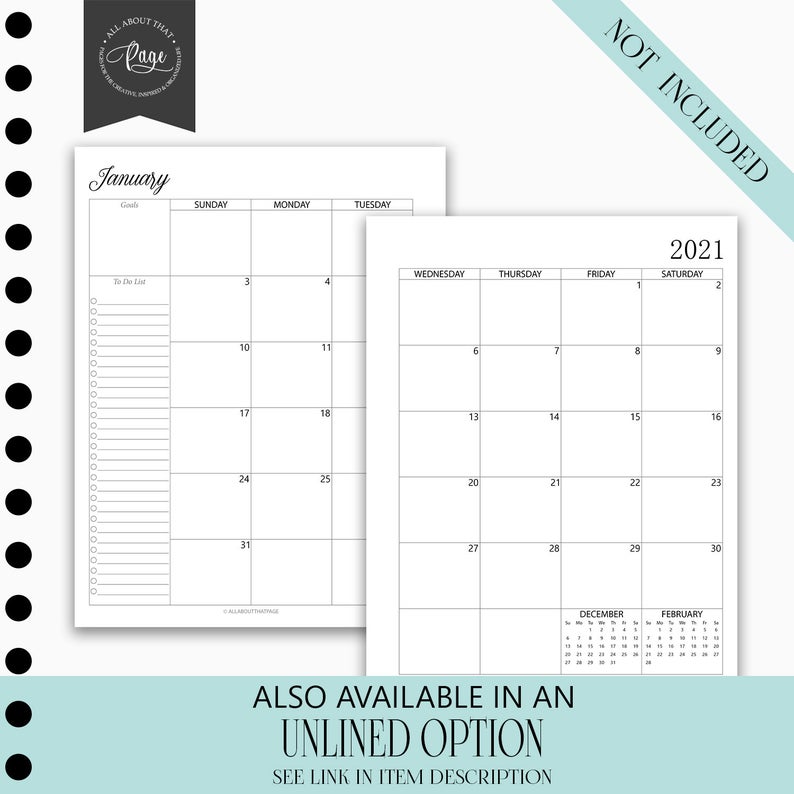 ALL ABOUT THAT
Page
PAGES FOR THE CREATIVE, INSPIRED & ORGANIZED LIFE
NOT INCLUDED
January
Goals SUNDAY MONDAY TUESDAY
To Do List 3 4
10 11
17 18
24 25
31
© ALLABOUTTHATPAGE
2021
WEDNESDAY THURSDAY FRIDAY SATURDAY
1 2
6 7 8 9
13 14 15 16
20 21 22 23
27 28 29 30
DECEMBER
Su Mo Tu We Th Fr Sa
1 2 3 4 5
6 7 8 9 10 11 12
13 14 15 16 17 18 19
20 21 22 23 24 25 26
27 28 29 30 31
FEBRUARY
Su Mo Tu We Th Fr Sa
1 2 3 4 5 6
7 8 9 10 11 12 13
14 15 16 17 18 19 20
21 22 23 24 25 26 27
28
ALSO AVAILABLE IN AN
UNLINED OPTION
SEE LINK IN ITEM DESCRIPTION